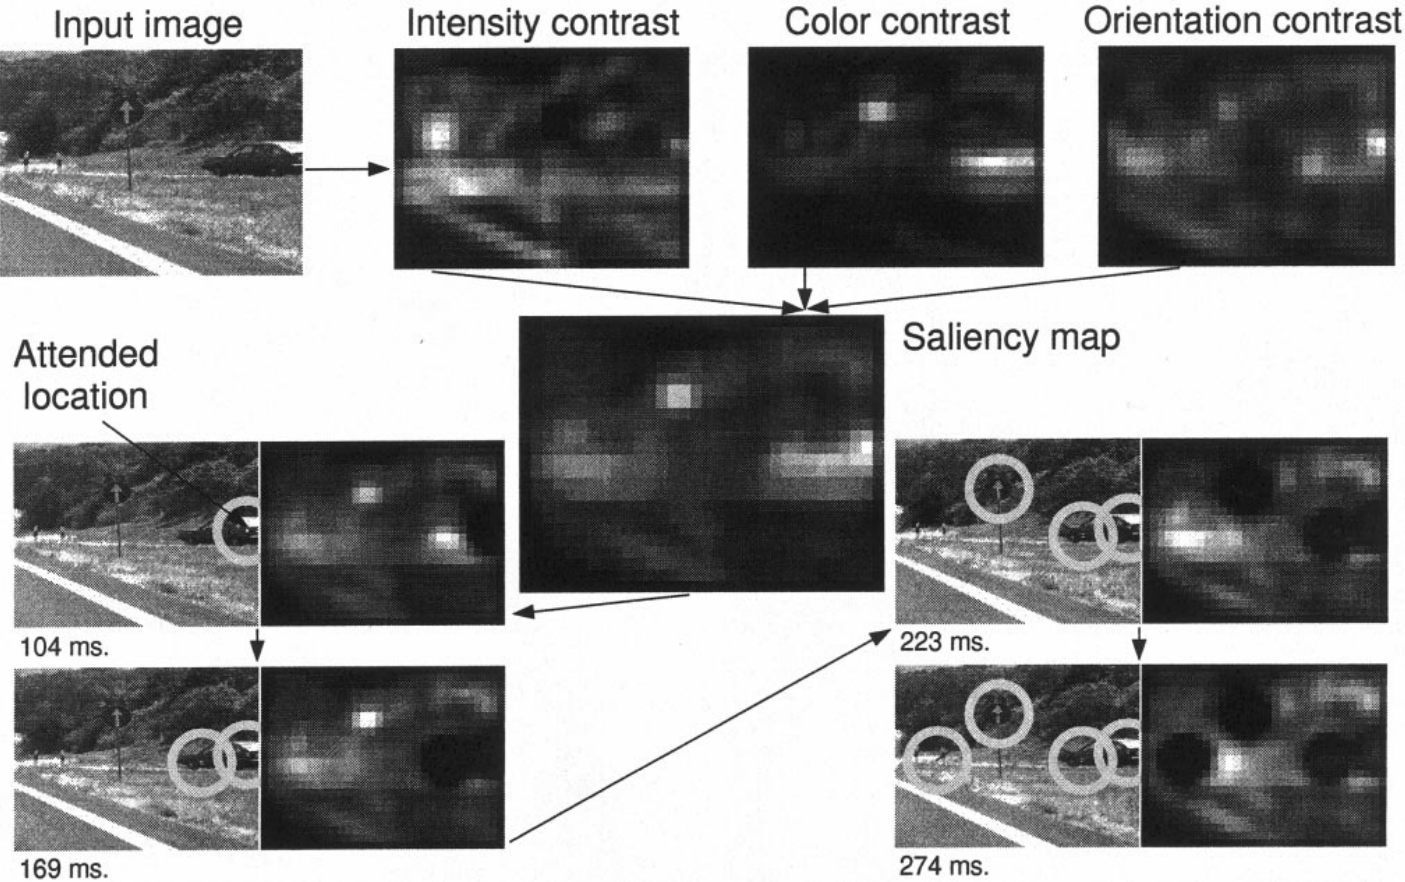 Input image
Intensity contrast
Color contrast
Orientation contrast
Saliency map
Attended
location
104 ms.
169 ms.
223 ms.
274 ms.